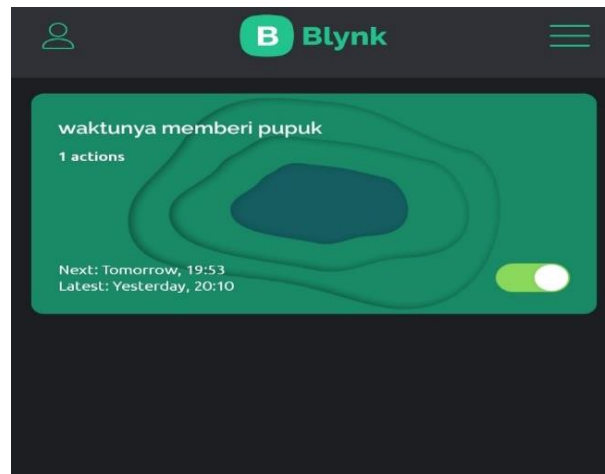 B Blynk
waktunya memberi pupuk
1 actions
Next: Tomorrow, 19:53
Latest: Yesterday, 20:10